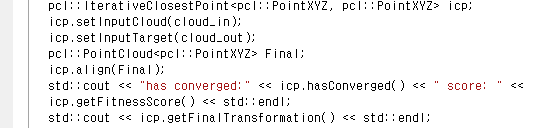 pcl::IterativeClosestPoint<pcl::PointXYZ, pcl::PointXYZ> icp;
icp.setInputCloud(cloud_in);
icp.setInputTarget(cloud_out);
pcl::PointCloud<pcl::PointXYZ> Final;
icp.align(Final);
std::cout << "has converged:" << icp.hasConverged() << " score: " <<
icp.getFitnessScore() << std::endl;
std::cout << icp.getFinalTransformation() << std::endl;